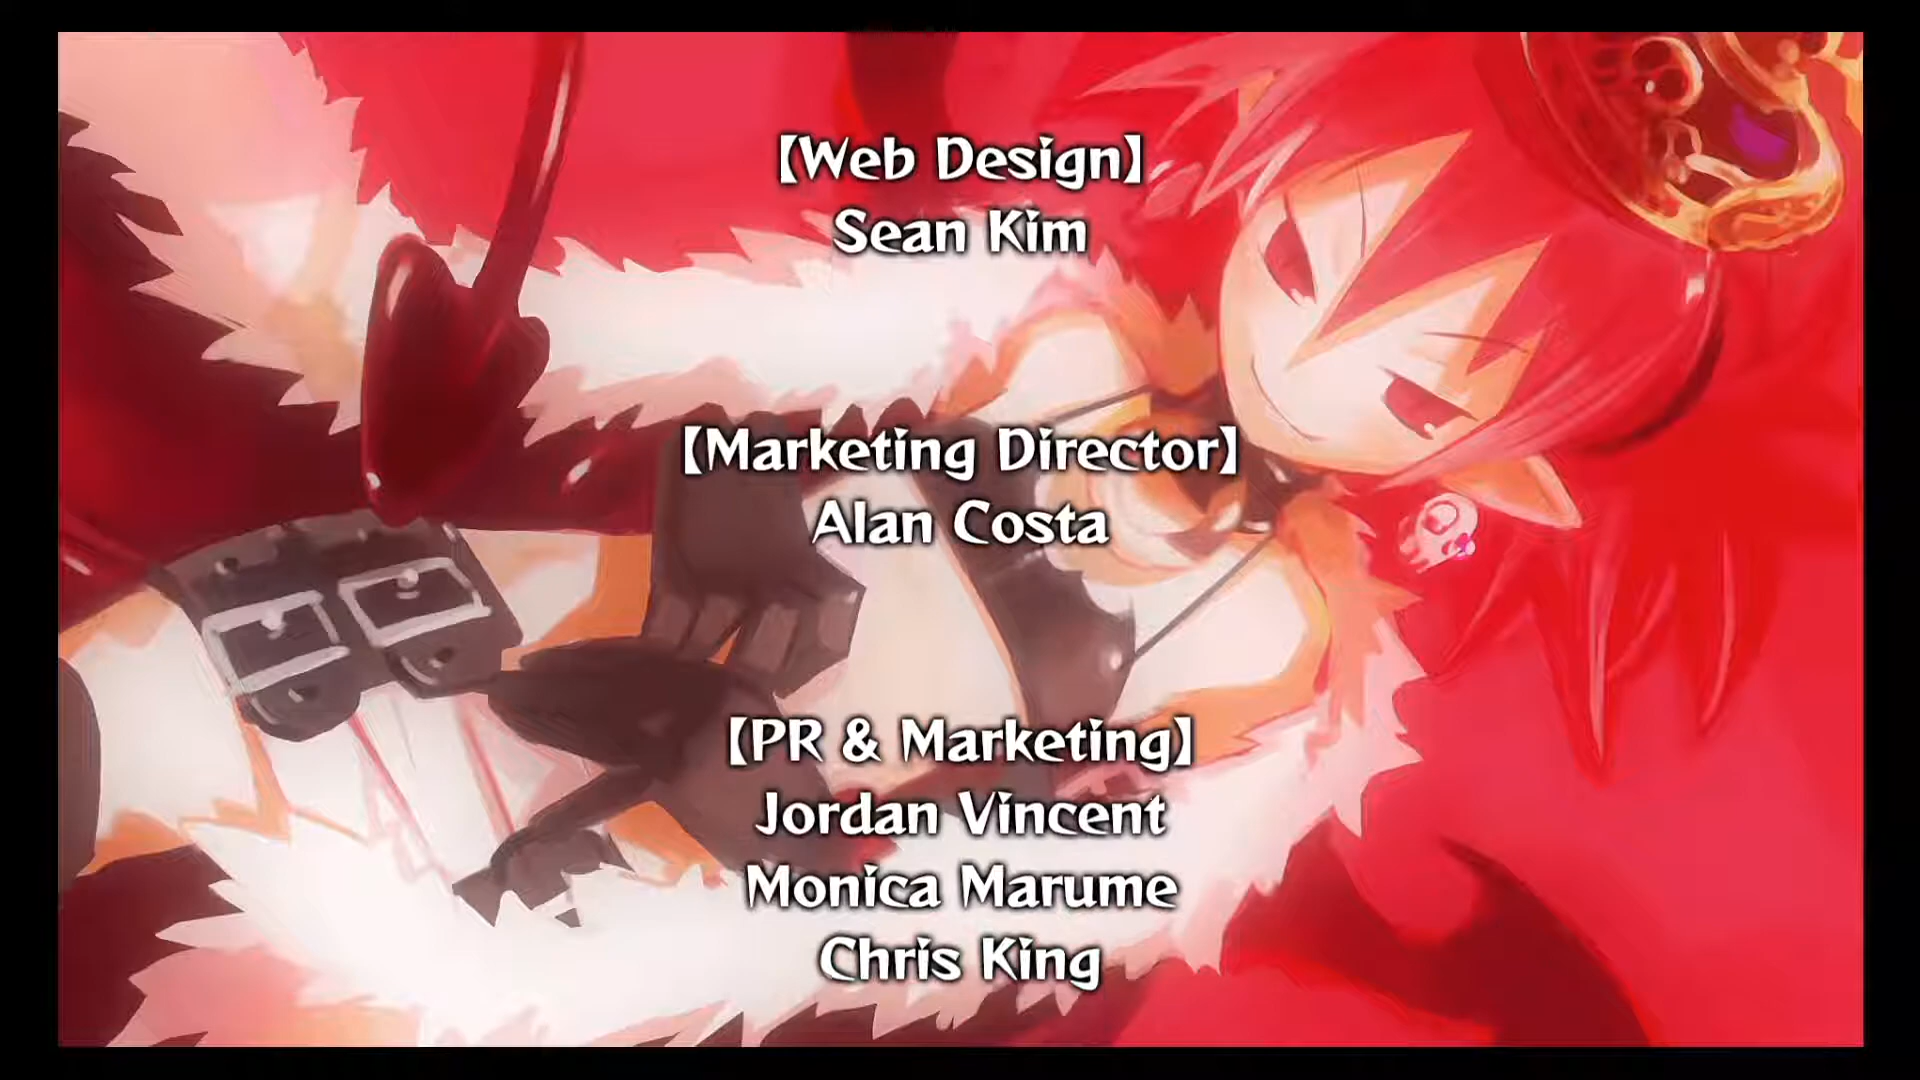 【Web Design】
Sean Kim
【Marketing Director】
Alan Costa
【PR & Marketing】
Jordan Vincent
Monica Marume
Chris King